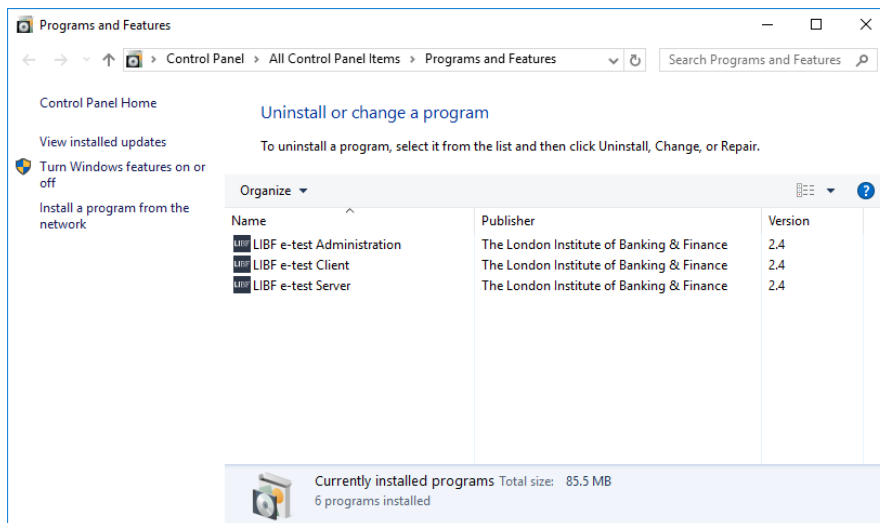 Programs and Features
Control Panel > All Control Panel Items > Programs and Features
Search Programs and Features
Control Panel Home
View installed updates
Turn Windows features on or
off
Install a program from the
network
Uninstall or change a program
To uninstall a program, select it from the list and then click Uninstall, Change, or Repair.
Organize
Name Publisher Version
LIBF LIBF e-test Administration The London Institute of Banking & Finance 2.4
LIBF LIBF e-test Client The London Institute of Banking & Finance 2.4
LIBF LIBF e-test Server The London Institute of Banking & Finance 2.4
Currently installed programs Total size: 85.5 MB
6 programs installed